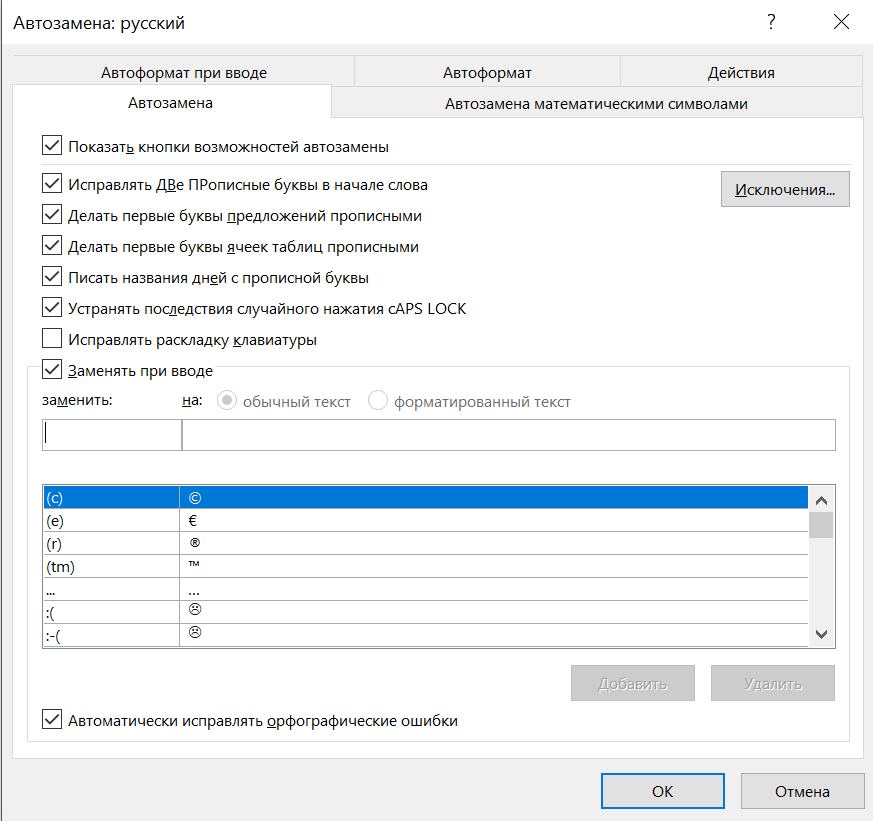 Автозамена: русский ?
Автоформат при вводе Автоформат Действия
Автозамена Автозамена математическими символами
Показать кнопки возможностей автозамены
Исправлять ДВе ПРописные буквы в начале слова Исключения...
Делать первые буквы предложений прописными
Делать первые буквы ячеек таблиц прописными
Писать названия дней с прописной буквы
Устранять последствия случайного нажатия cAPS LOCK
Исправлять раскладку клавиатуры
Заменять при вводе
заменить: на: обычный текст форматированный текст
(c) ©
(e) €
(r) ®
(tm) ™
... …
:( ☹
:-( ☹
Добавить Удалить
Автоматически исправлять орфографические ошибки
ОК Отмена